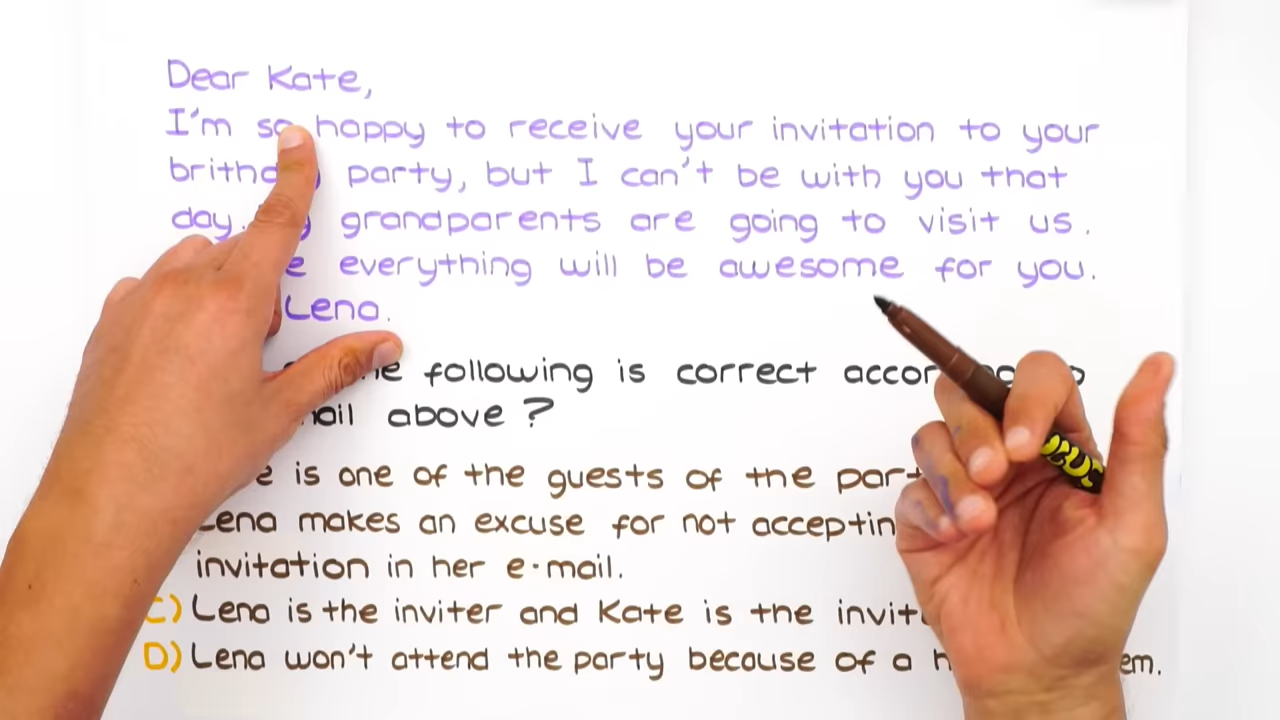 Dear Kate,
I'm so happy to receive your invitation to your
party, but I can't be with you that
day. grandparents are going to visit us.
everything will be awesome for you.
Lena.
following is correct
above?
is one of the guests of the
Lena makes an excuse for not
invitation in her e-mail.
C) Lena is the inviter and Kate is the
D) Lena won't attend the party because of a